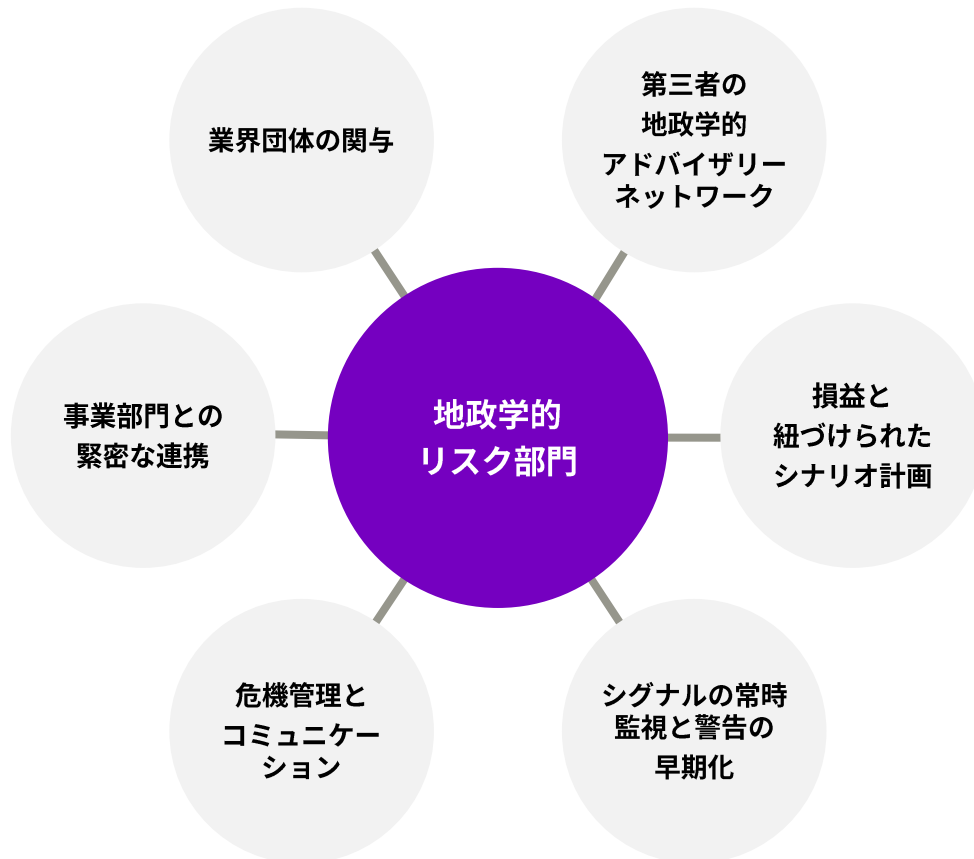 業界団体の関与
第三者の
地政学的
アドバイザリー
ネットワーク
事業部門との
緊密な連携
地政学的
リスク部門
損益と
紐づけられた
シナリオ計画
危機管理と
コミュニケー
ション
シグナルの常時
監視と警告の
早期化